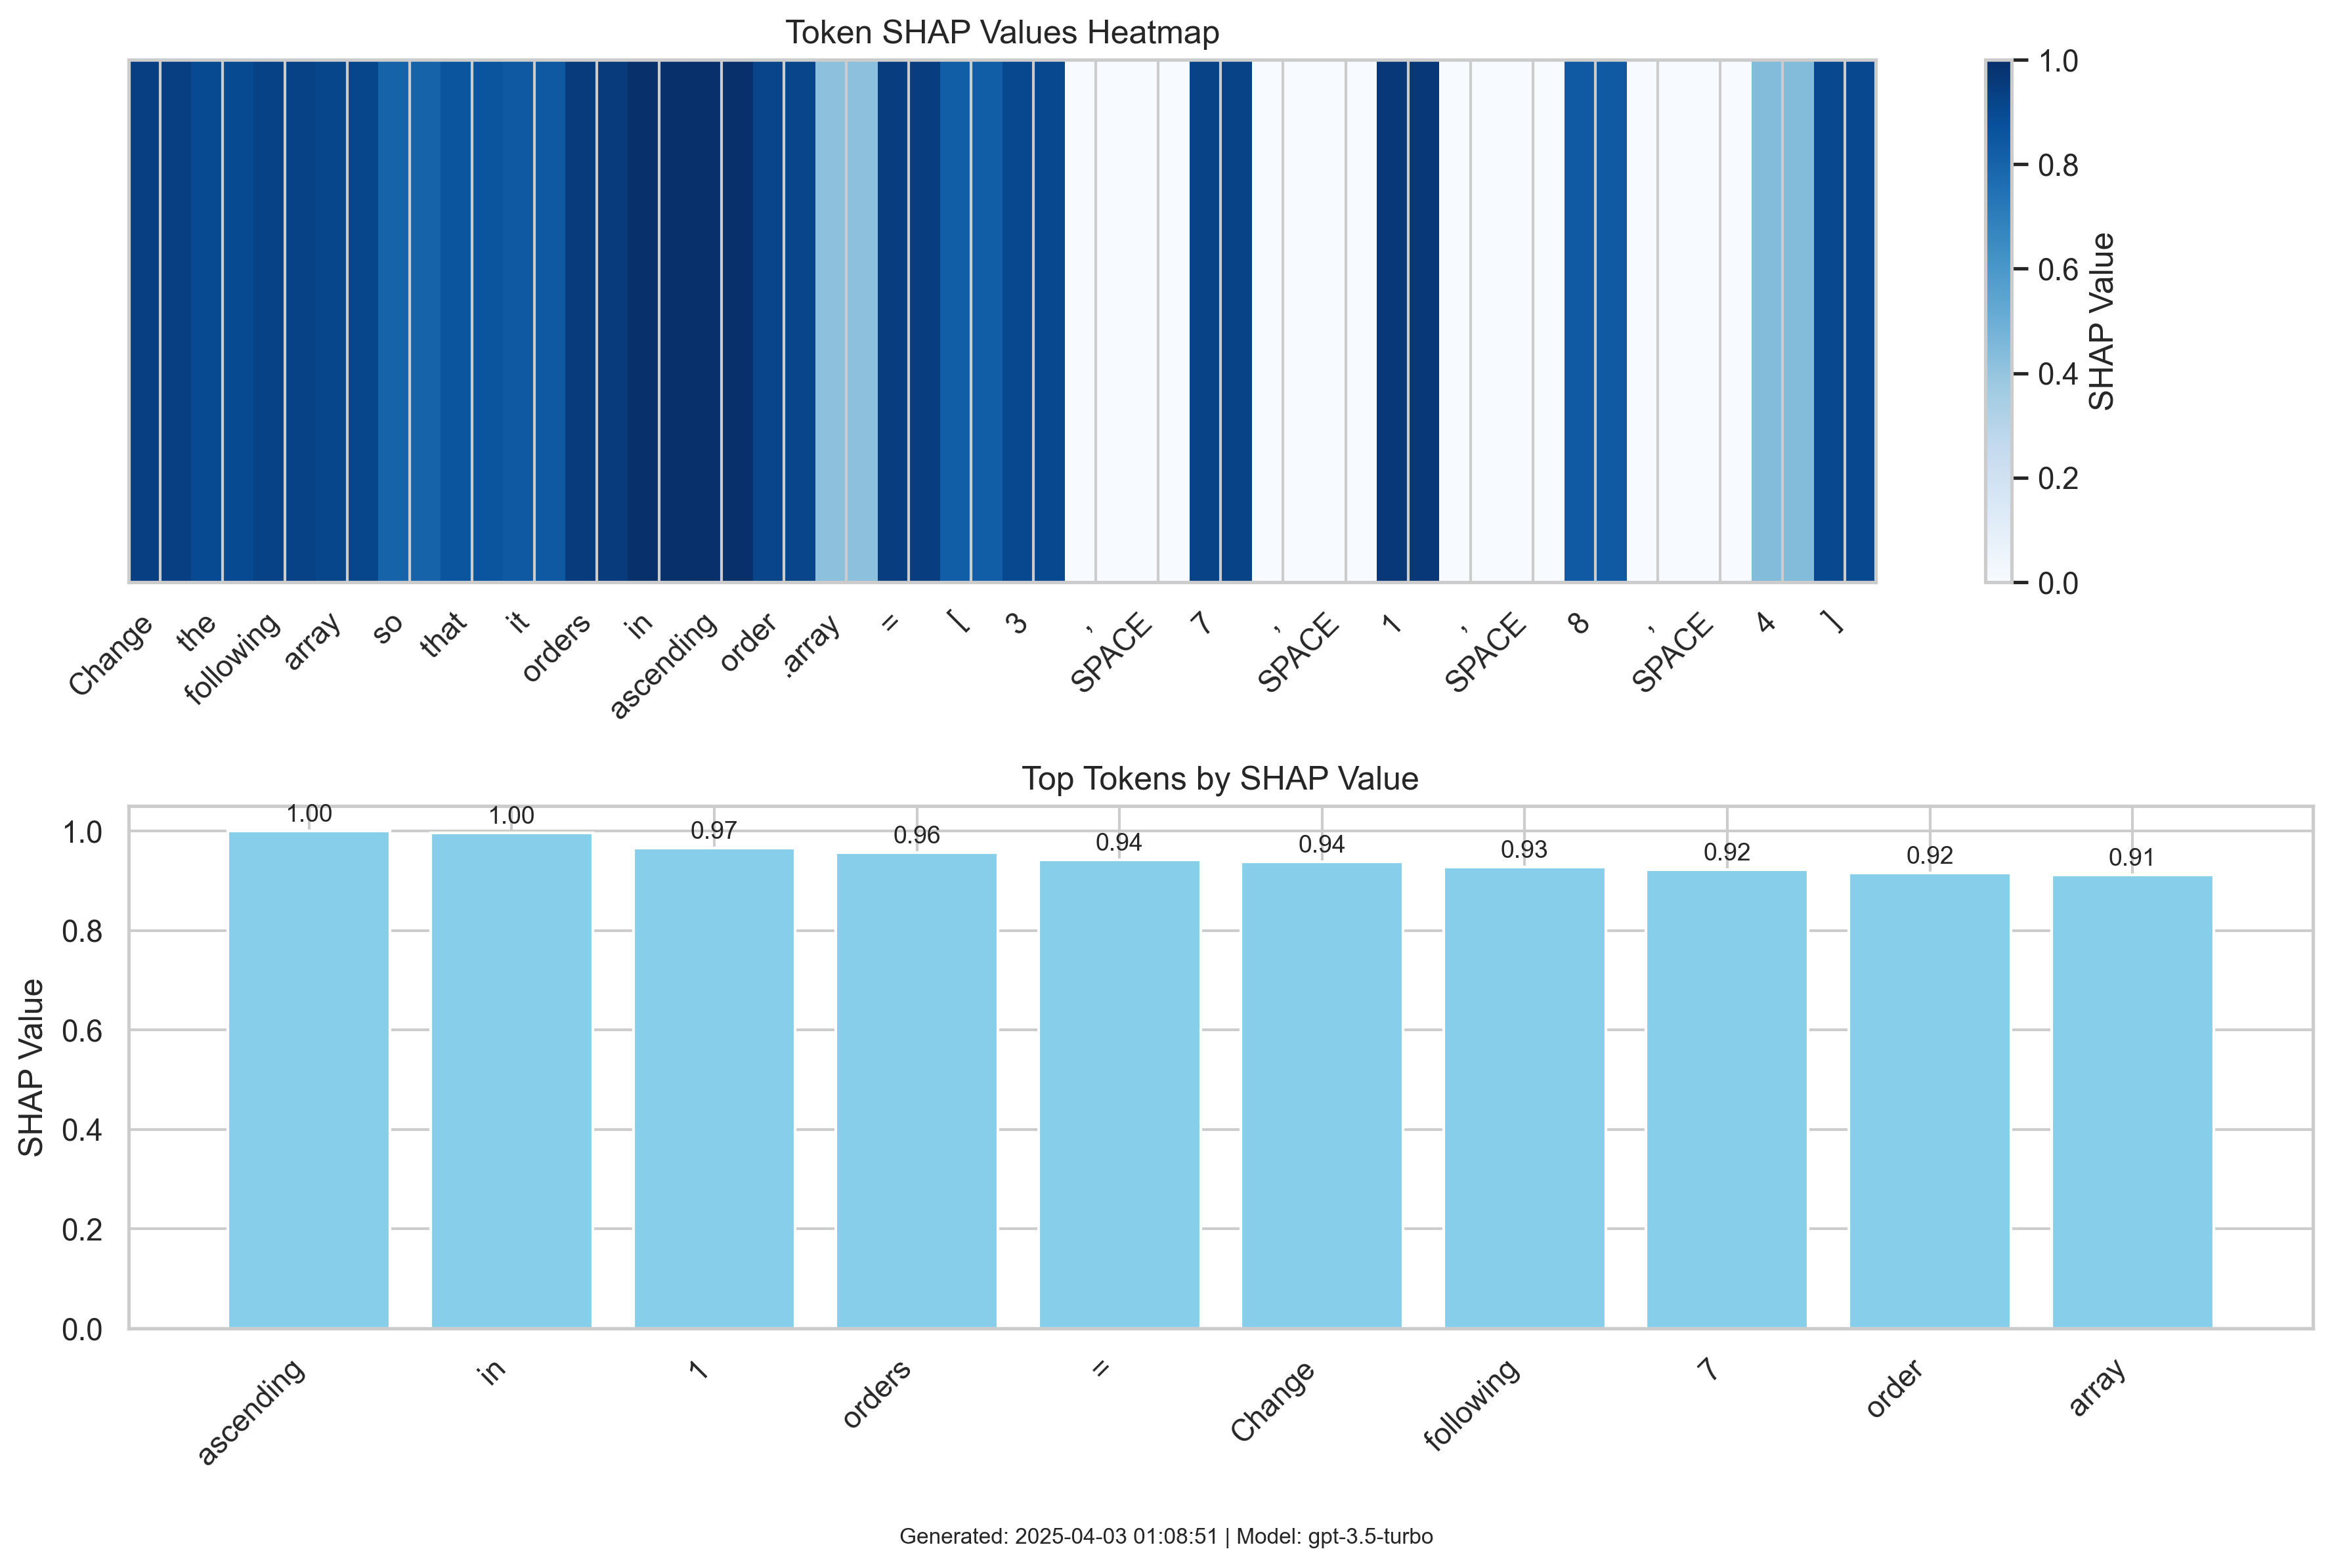 Token SHAP Values Heatmap
1.0
0.8
0.6
0.4
0.2
0.0
SHAP Value
Change
the
following
array
so
that
it
orders
in
ascending
order
.array
=
[
3
,
SPACE
7
,
SPACE
1
,
SPACE
8
,
SPACE
4
]
Top Tokens by SHAP Value
SHAP Value
1.0
0.8
0.6
0.4
0.2
0.0
1.00
1.00
0.97
0.96
0.94
0.94
0.93
0.92
0.92
0.91
ascending
in
1
orders
=
Change
following
7
order
array
Generated: 2025-04-03 01:08:51 | Model: gpt-3.5-turbo